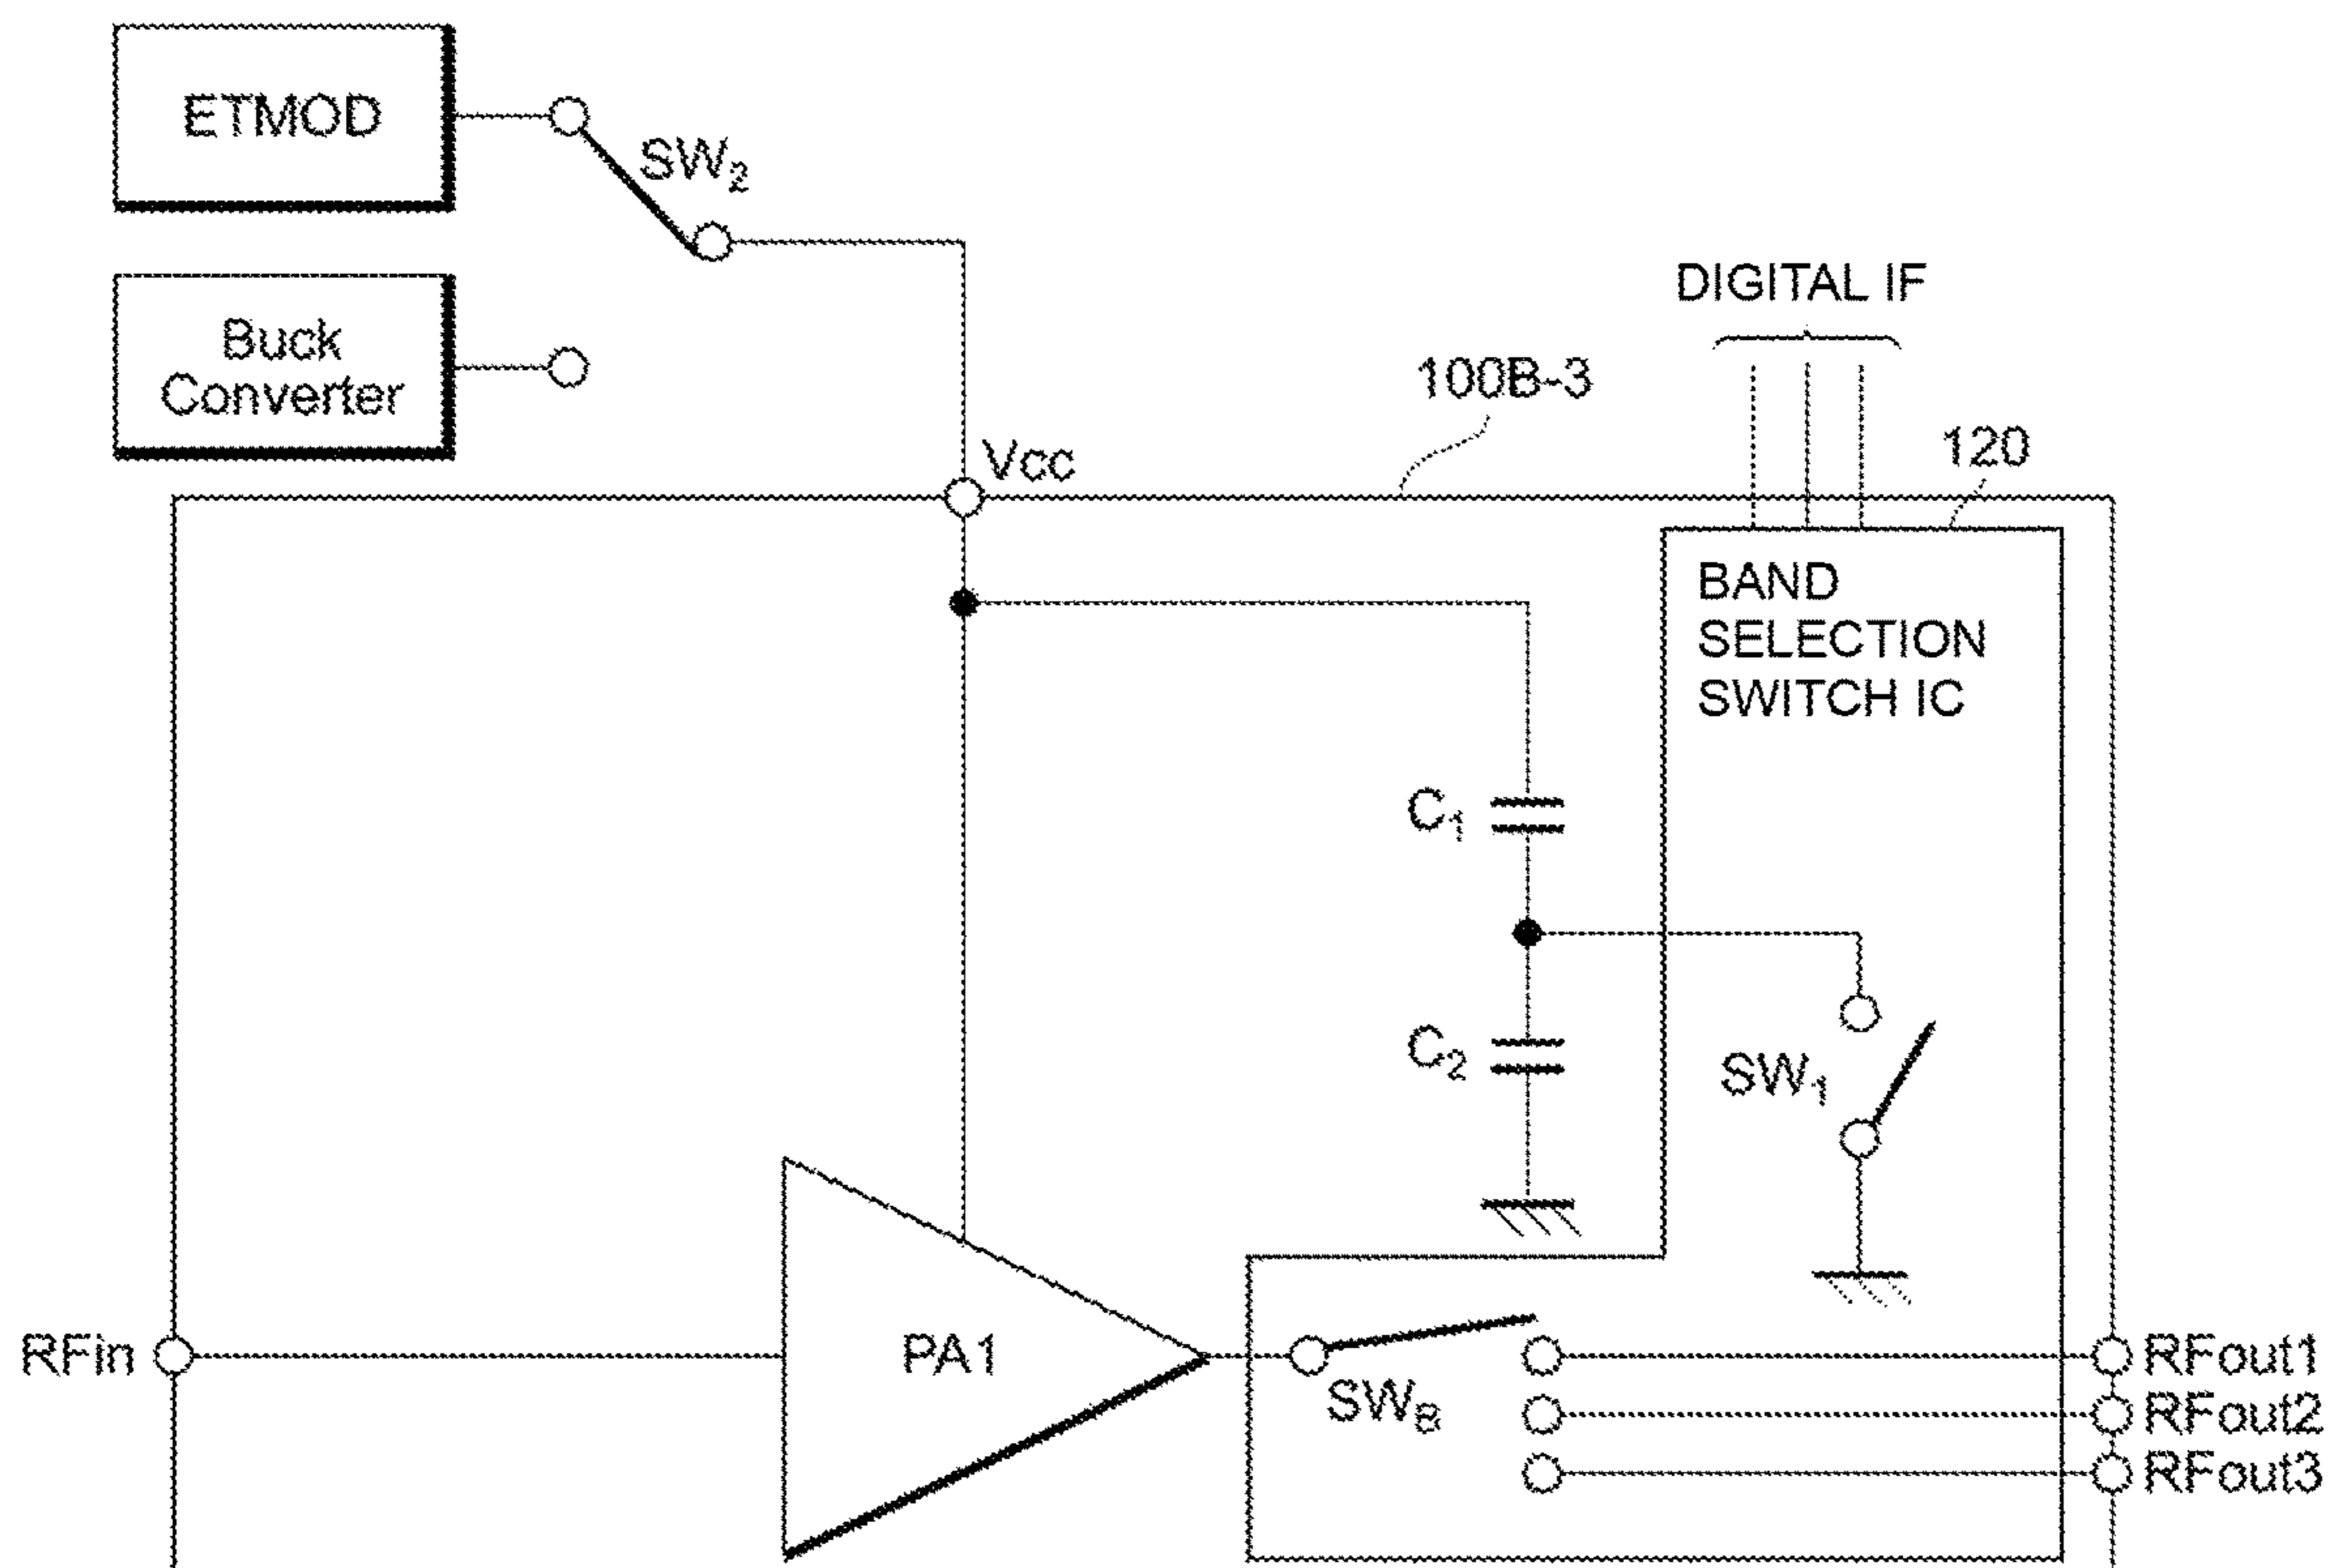 ETMOD
SW₂
Buck
Converter
DIGITAL IF
100B-3
120
Vcc
BAND
SELECTION
SWITCH IC
C₁
C₂
SW₁
RFin
PA1
SW_B
RFout1
RFout2
RFout3